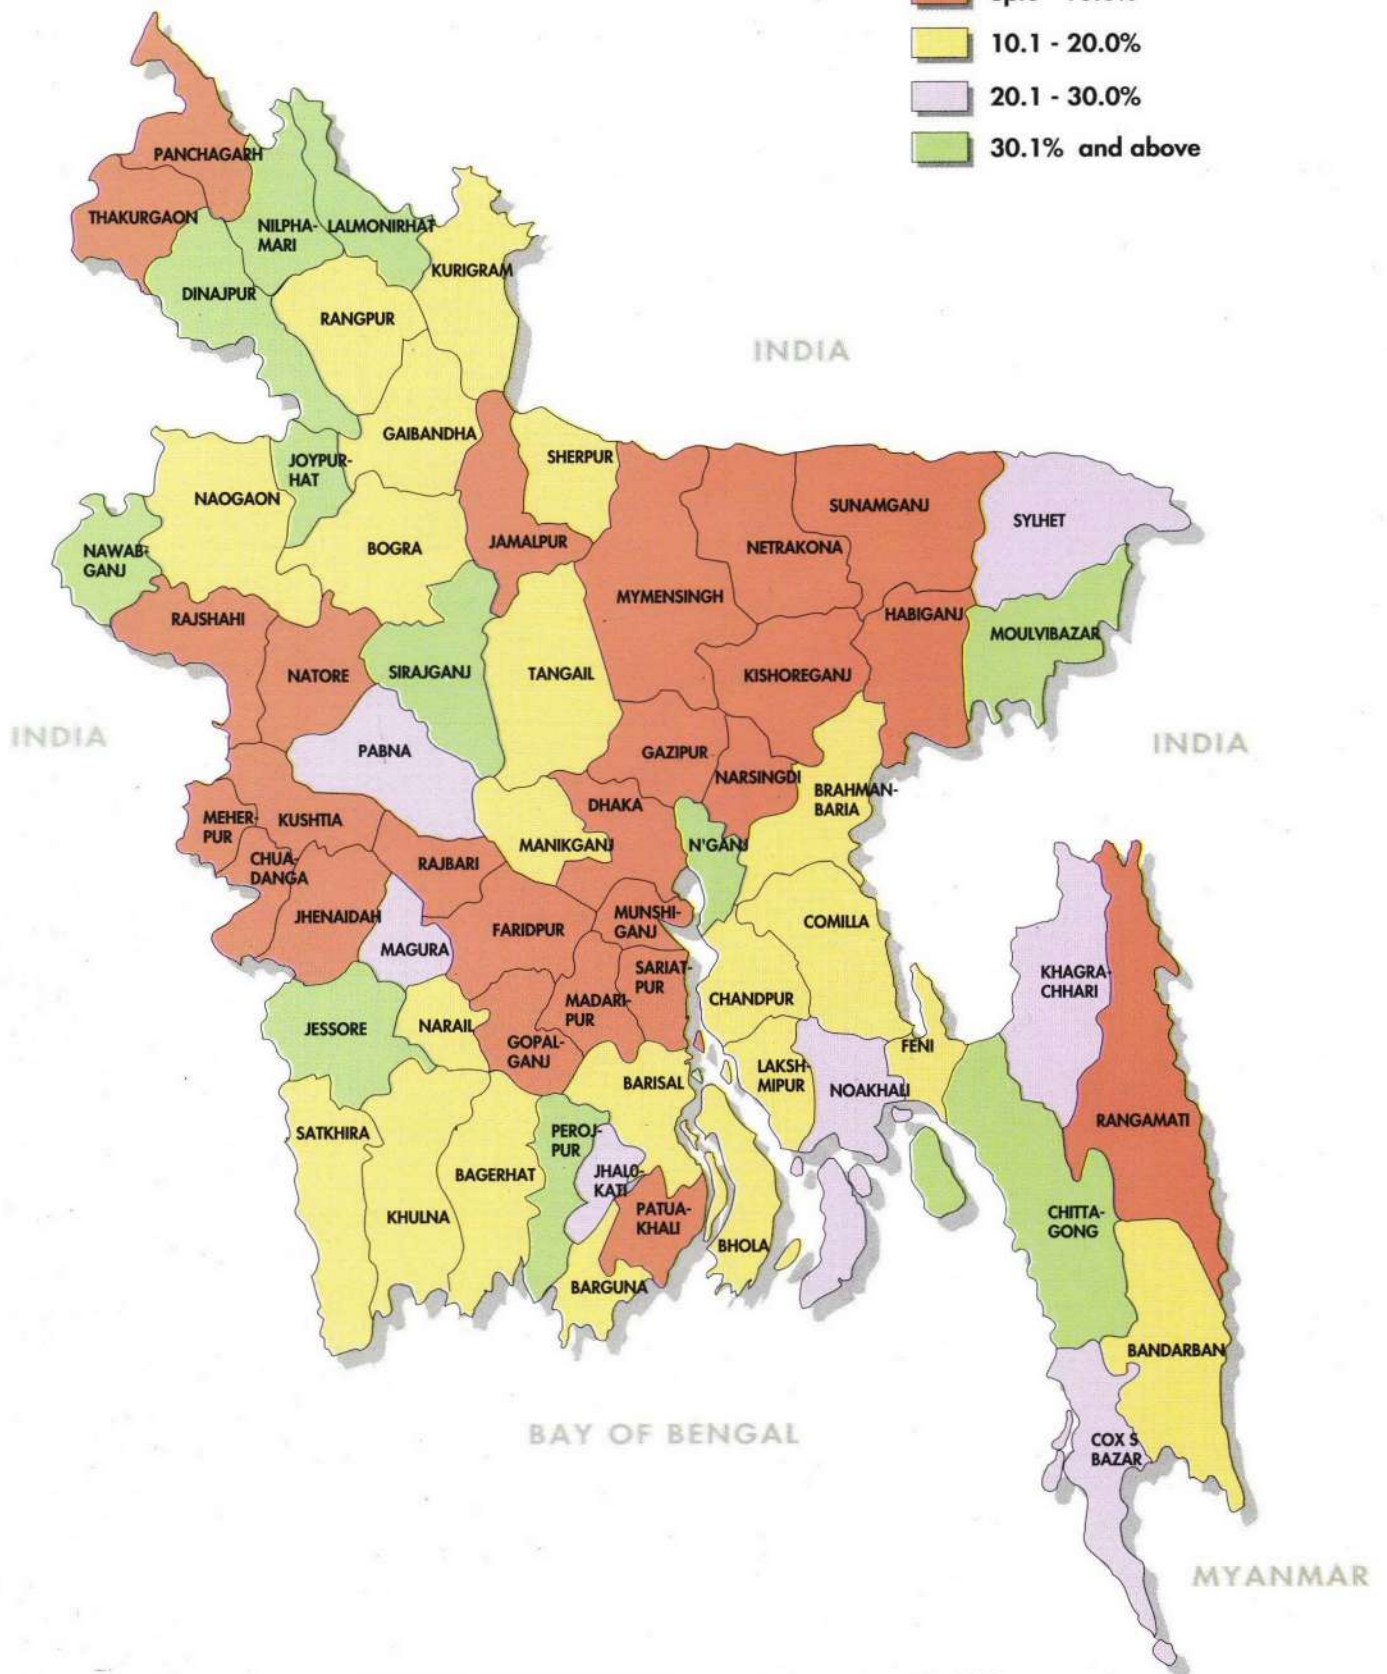 10.1 - 20.0%
20.1 - 30.0%
30.1% and above
PANCHAGARH
THAKURGAON
NILPHA-
MARI
LALMONIRHAT
KURIGRAM
DINAJPUR
RANGPUR
INDIA
GAIBANDHA
JOYPUR-
HAT
SHERPUR
NAOGAON
SUNAMGANJ
SYLHET
BOGRA
JAMALPUR
NETRAKONA
NAWAB-
GANJ
MYMENSINGH
RAJSHAHI
HABIGANJ
MOULVIBAZAR
NATORE
SIRAJGANJ
TANGAIL
KISHOREGANJ
INDIA
PABNA
GAZIPUR
INDIA
NARSINGDI
BRAHMAN-
BARIA
DHAKA
MEHER-
PUR
KUSHTIA
MANIKGANJ
N'GANJ
CHUA-
DANGA
RAJBARI
JHENAIDAH
MAGURA
FARIDPUR
MUNSHI-
GANJ
COMILLA
SARIAT-
PUR
KHAGRA-
CHHARI
MADARI-
PUR
CHANDPUR
JESSORE
NARAIL
GOPAL-
GANJ
FENI
LAKSH-
MIPUR
NOAKHALI
BARISAL
RANGAMATI
SATKHIRA
PEROJ-
PUR
BAGERHAT
JHALO-
KATI
KHULNA
PATUA-
KHALI
CHITTA-
GONG
BHOLA
BARGUNA
BANDARBAN
BAY OF BENGAL
COX S
BAZAR
MYANMAR